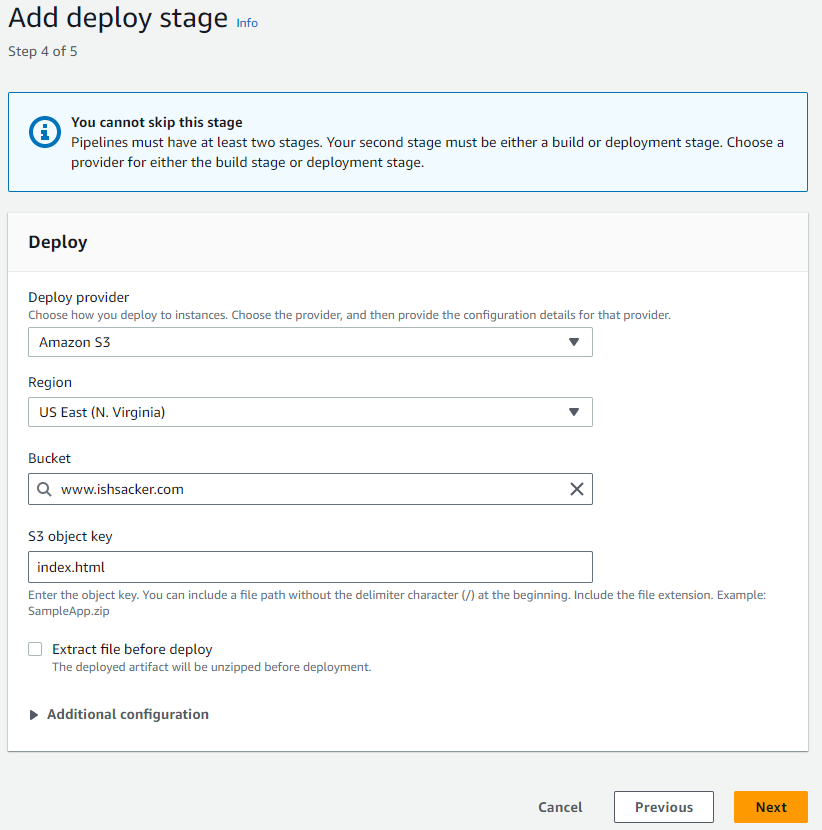 Add deploy stage Info
Step 4 of 5
You cannot skip this stage
Pipelines must have at least two stages. Your second stage must be either a build or deployment stage. Choose a
provider for either the build stage or deployment stage.
Deploy
Deploy provider
Choose how you deploy to instances. Choose the provider, and then provide the configuration details for that provider.
Amazon S3
Region
US East (N. Virginia)
Bucket
www.ishsacker.com
S3 object key
index.html
Enter the object key. You can include a file path without the delimiter character (/) at the beginning. Include the file extension. Example:
SampleApp.zip
Extract file before deploy
The deployed artifact will be unzipped before deployment.
Additional configuration
Cancel Previous Next